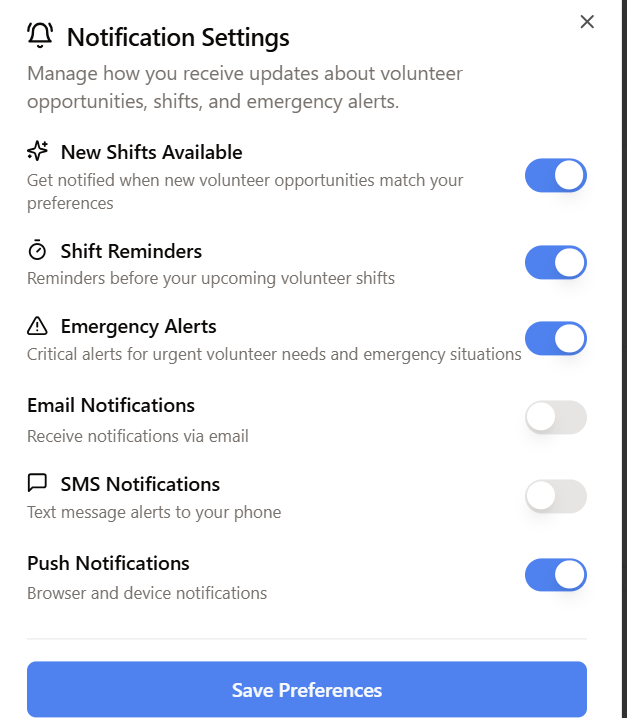 Notification Settings
Manage how you receive updates about volunteer
opportunities, shifts, and emergency alerts.
New Shifts Available
Get notified when new volunteer opportunities match your
preferences
Shift Reminders
Reminders before your upcoming volunteer shifts
Emergency Alerts
Critical alerts for urgent volunteer needs and emergency situations
Email Notifications
Receive notifications via email
SMS Notifications
Text message alerts to your phone
Push Notifications
Browser and device notifications
Save Preferences